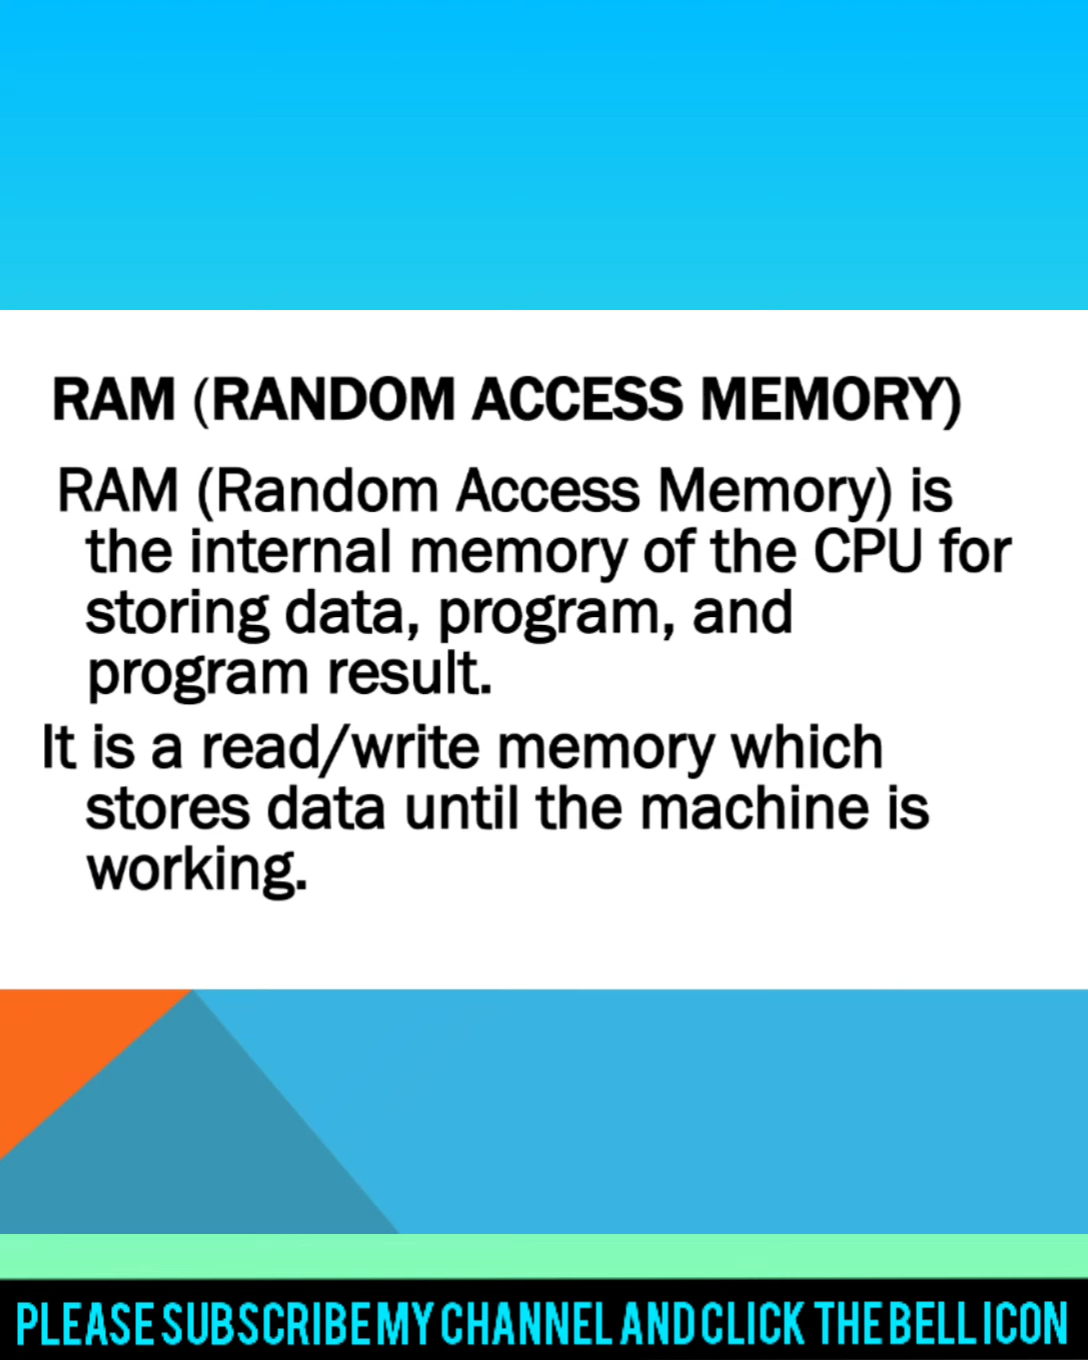 RAM (RANDOM ACCESS MEMORY)
RAM (Random Access Memory) is
the internal memory of the CPU for
storing data, program, and
program result.
It is a read/write memory which
stores data until the machine is
working.
PLEASE SUBSCRIBE MY CHANNEL AND CLICK THE BELL ICON